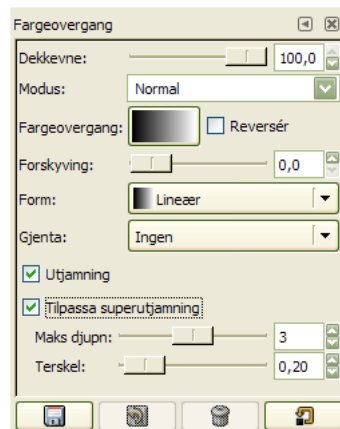 Fargeovergang
Dekkevne: 100,0
Modus: Normal
Fargeovergang: Reversér
Forskyving: 0,0
Form: Lineær
Gjenta: Ingen
Utjamning
Tilpassa superutjamning
Maks djupn: 3
Terskel: 0,20